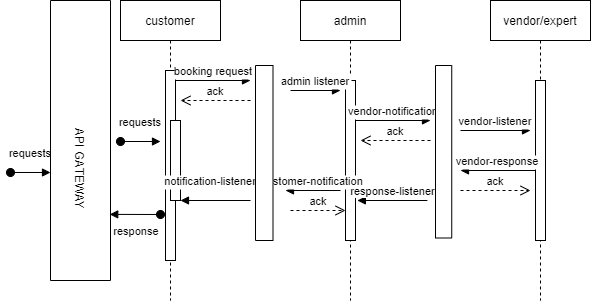 customer
admin
vendor/expert
booking request
ack
admin listener
vendor-notification
requests
ack
vendor-listener
requests
API GATEWAY
notification-listener
stomer-notification
response-listener
vendor-response
ack
ack
response